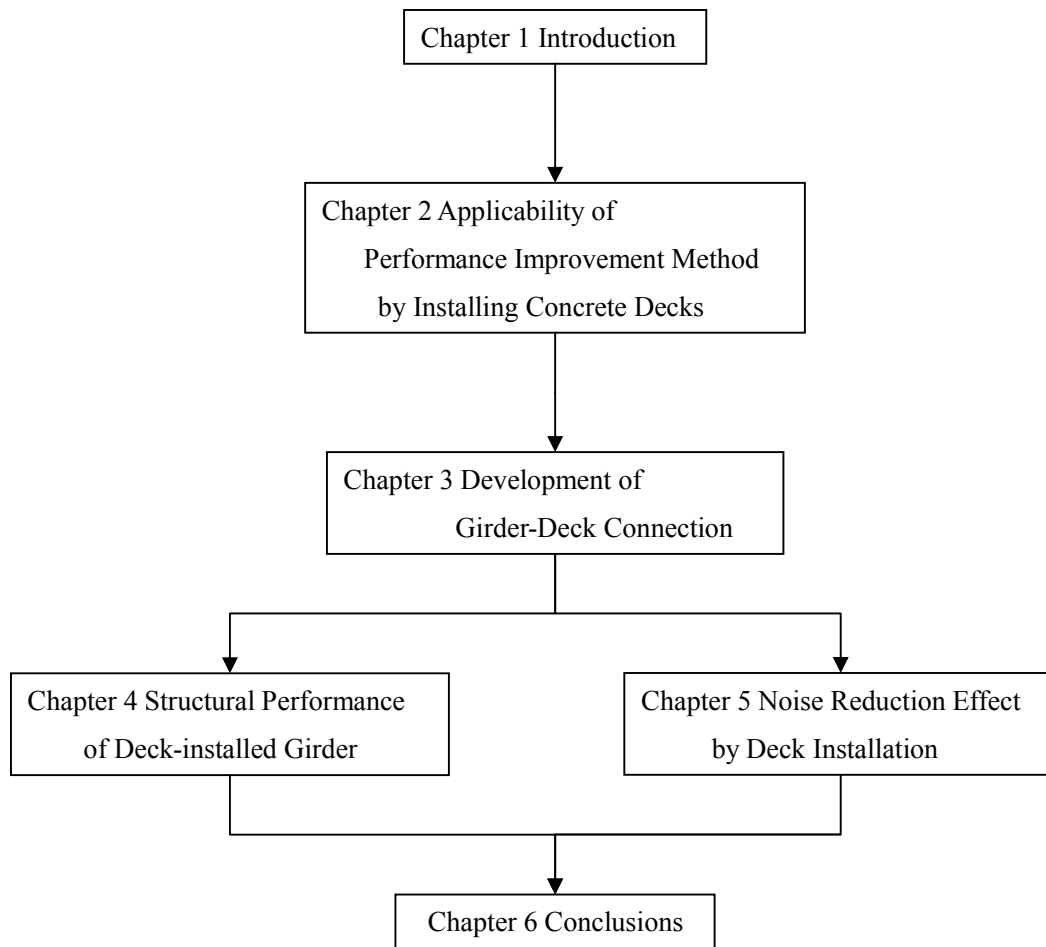 Chapter 1 Introduction
Chapter 2 Applicability of
Performance Improvement Method
by Installing Concrete Decks
Chapter 3 Development of
Girder-Deck Connection
Chapter 4 Structural Performance
of Deck-installed Girder
Chapter 5 Noise Reduction Effect
by Deck Installation
Chapter 6 Conclusions